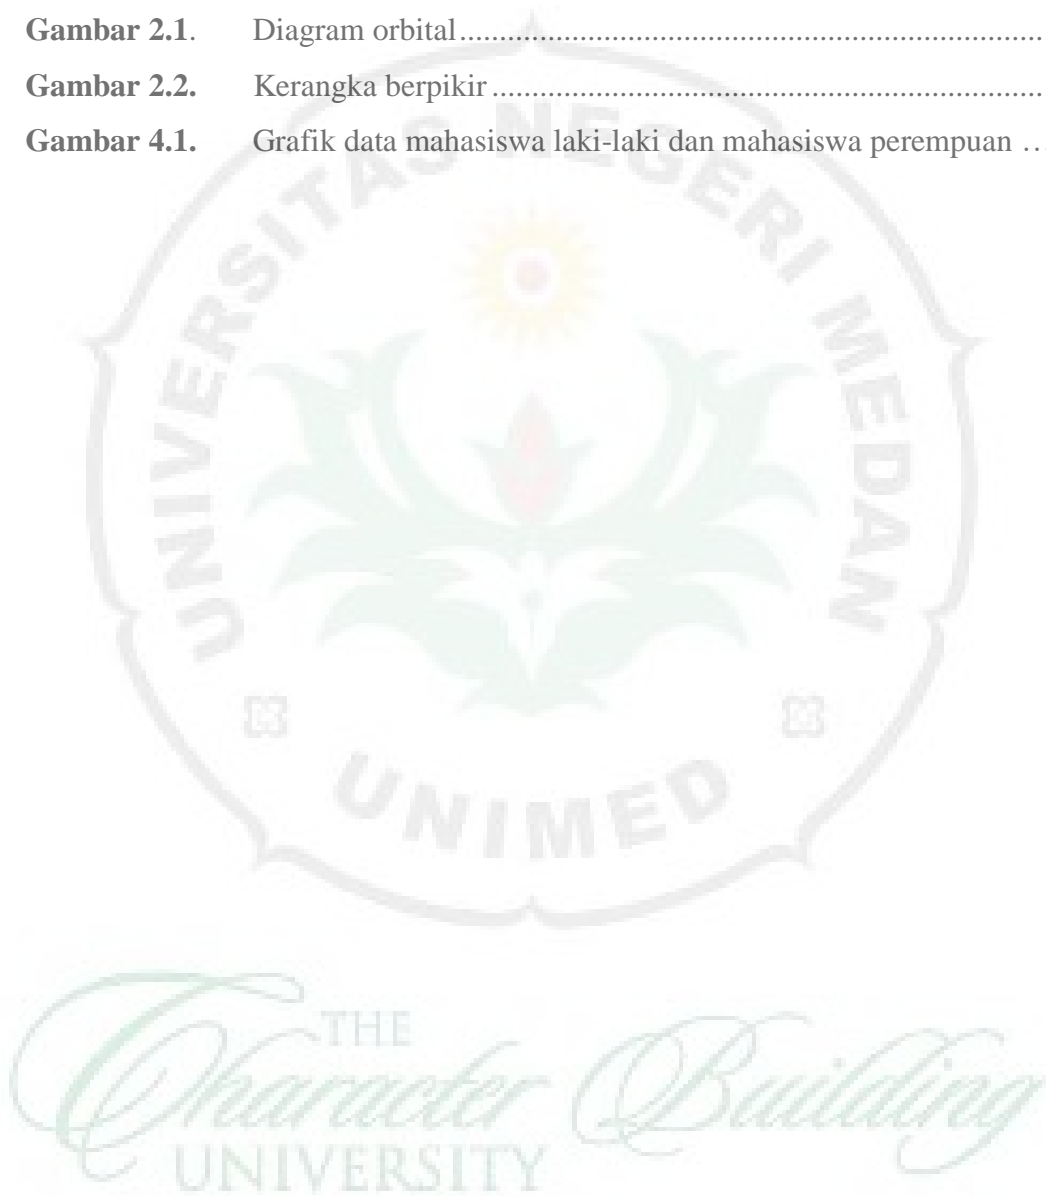 Gambar 2.1. Diagram orbital..........................................................................
Gambar 2.2. Kerangka berpikir......................................................................
Gambar 4.1. Grafik data mahasiswa laki-laki dan mahasiswa perempuan ..
UNIVERSITAS NEGERI MEDAN
UNIMED
THE
Character Building
UNIVERSITY